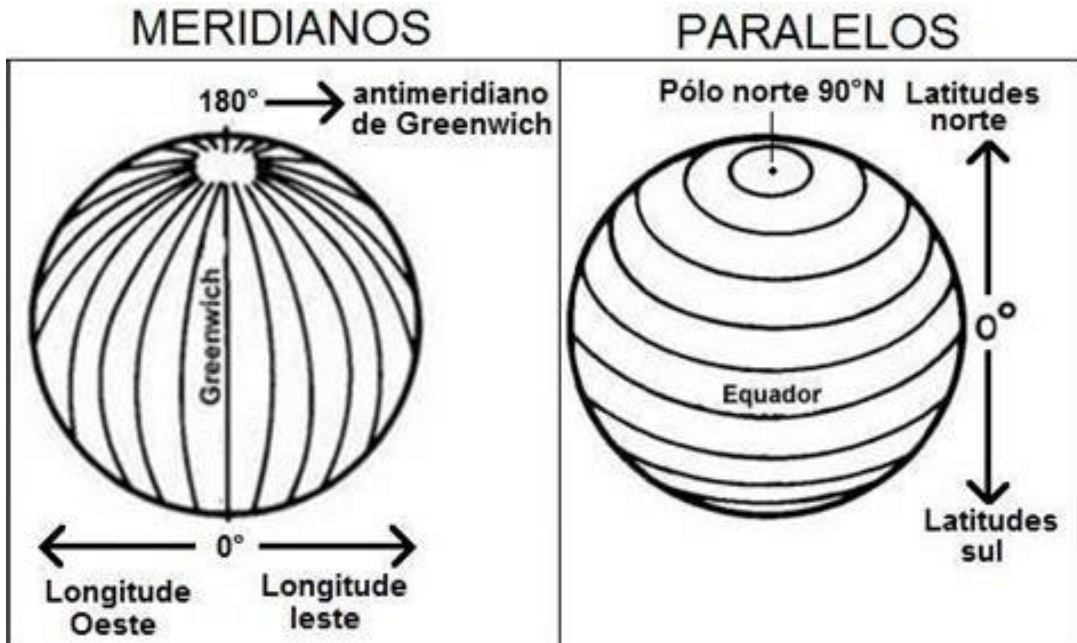 MERIDIANOS
180°
antimeridiano
de Greenwich
Greenwich
0°
Longitude
Oeste
Longitude
leste
PARALELOS
Pólo norte 90°N
Latitudes
norte
0°
Equador
Latitudes
sul